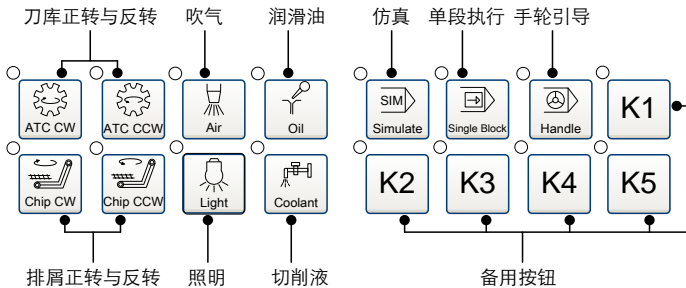 刀库正转与反转 吹气 润滑油 仿真 单段执行 手轮引导
SIM
ATC CW ATC CCW Air Oil Simulate Single Block Handle K1
K2 K3 K4 K5
Chip CW Chip CCW Light Coolant
排屑正转与反转 照明 切削液 备用按钮